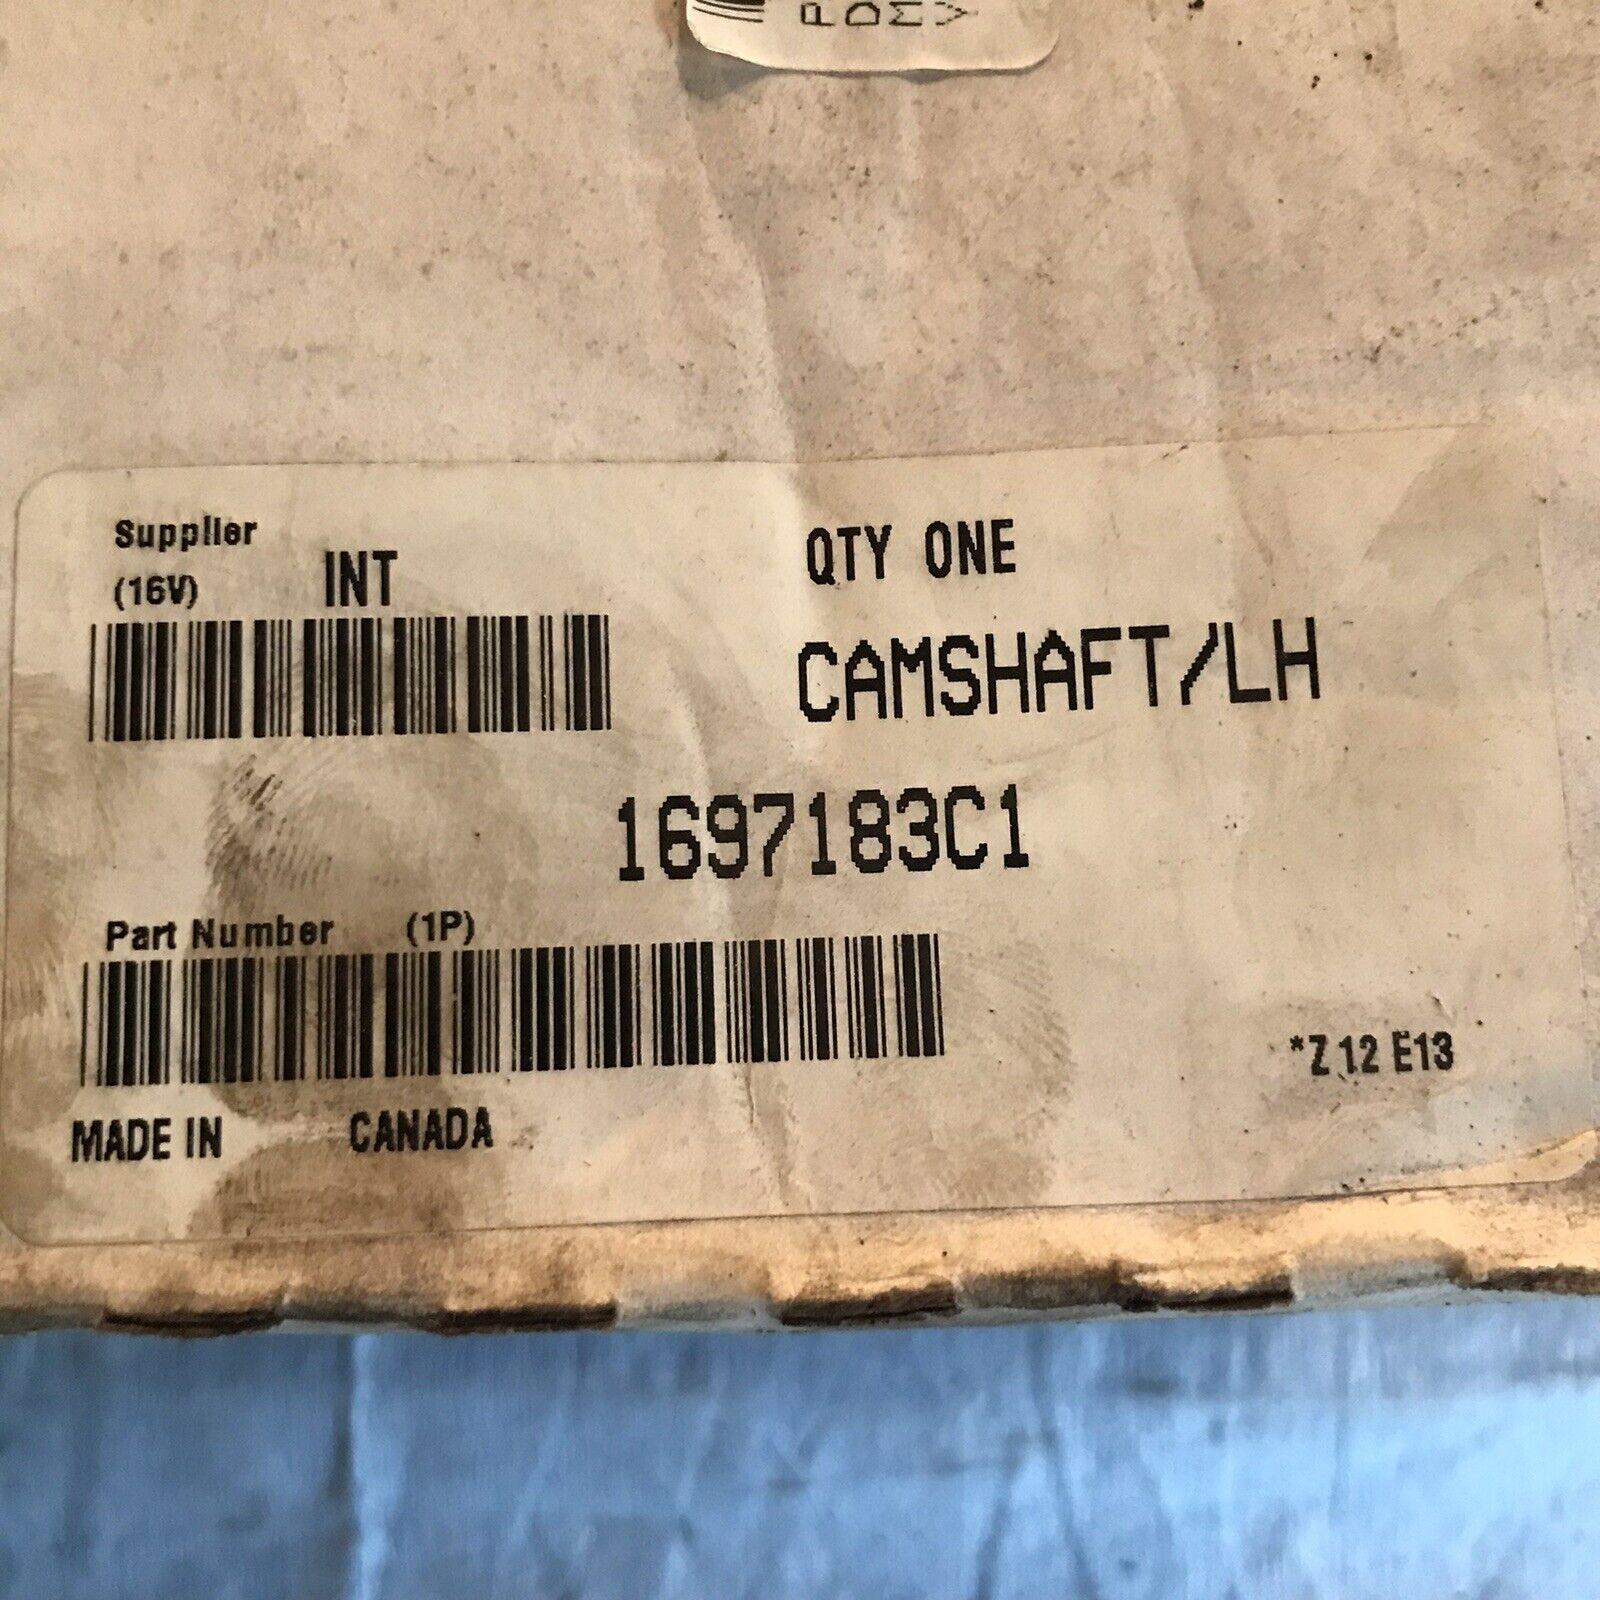 P
D
M
V
Supplier
(16V) INT
QTY ONE
CAMSHAFT/LH
1697183C1
Part Number (1P)
*Z 12 E13
MADE IN CANADA